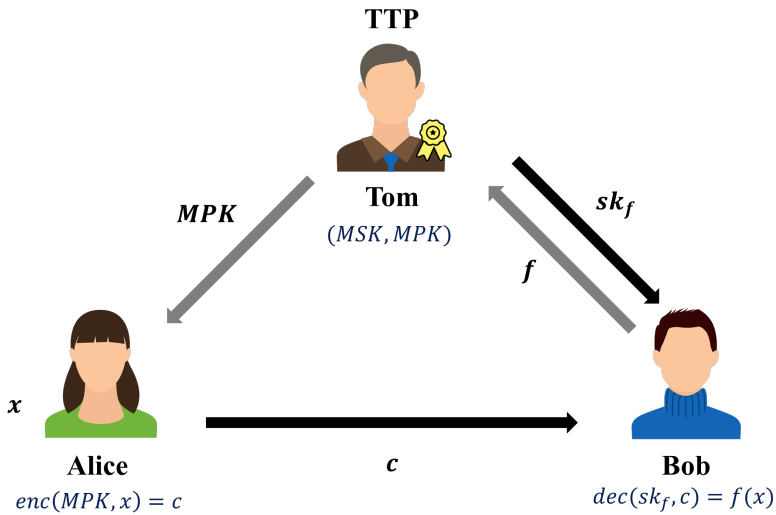 TTP
Tom
(MSK, MPK)
MPK
sk_f
f
x
Alice
enc(MPK, x) = c
c
Bob
dec(sk_f, c) = f(x)